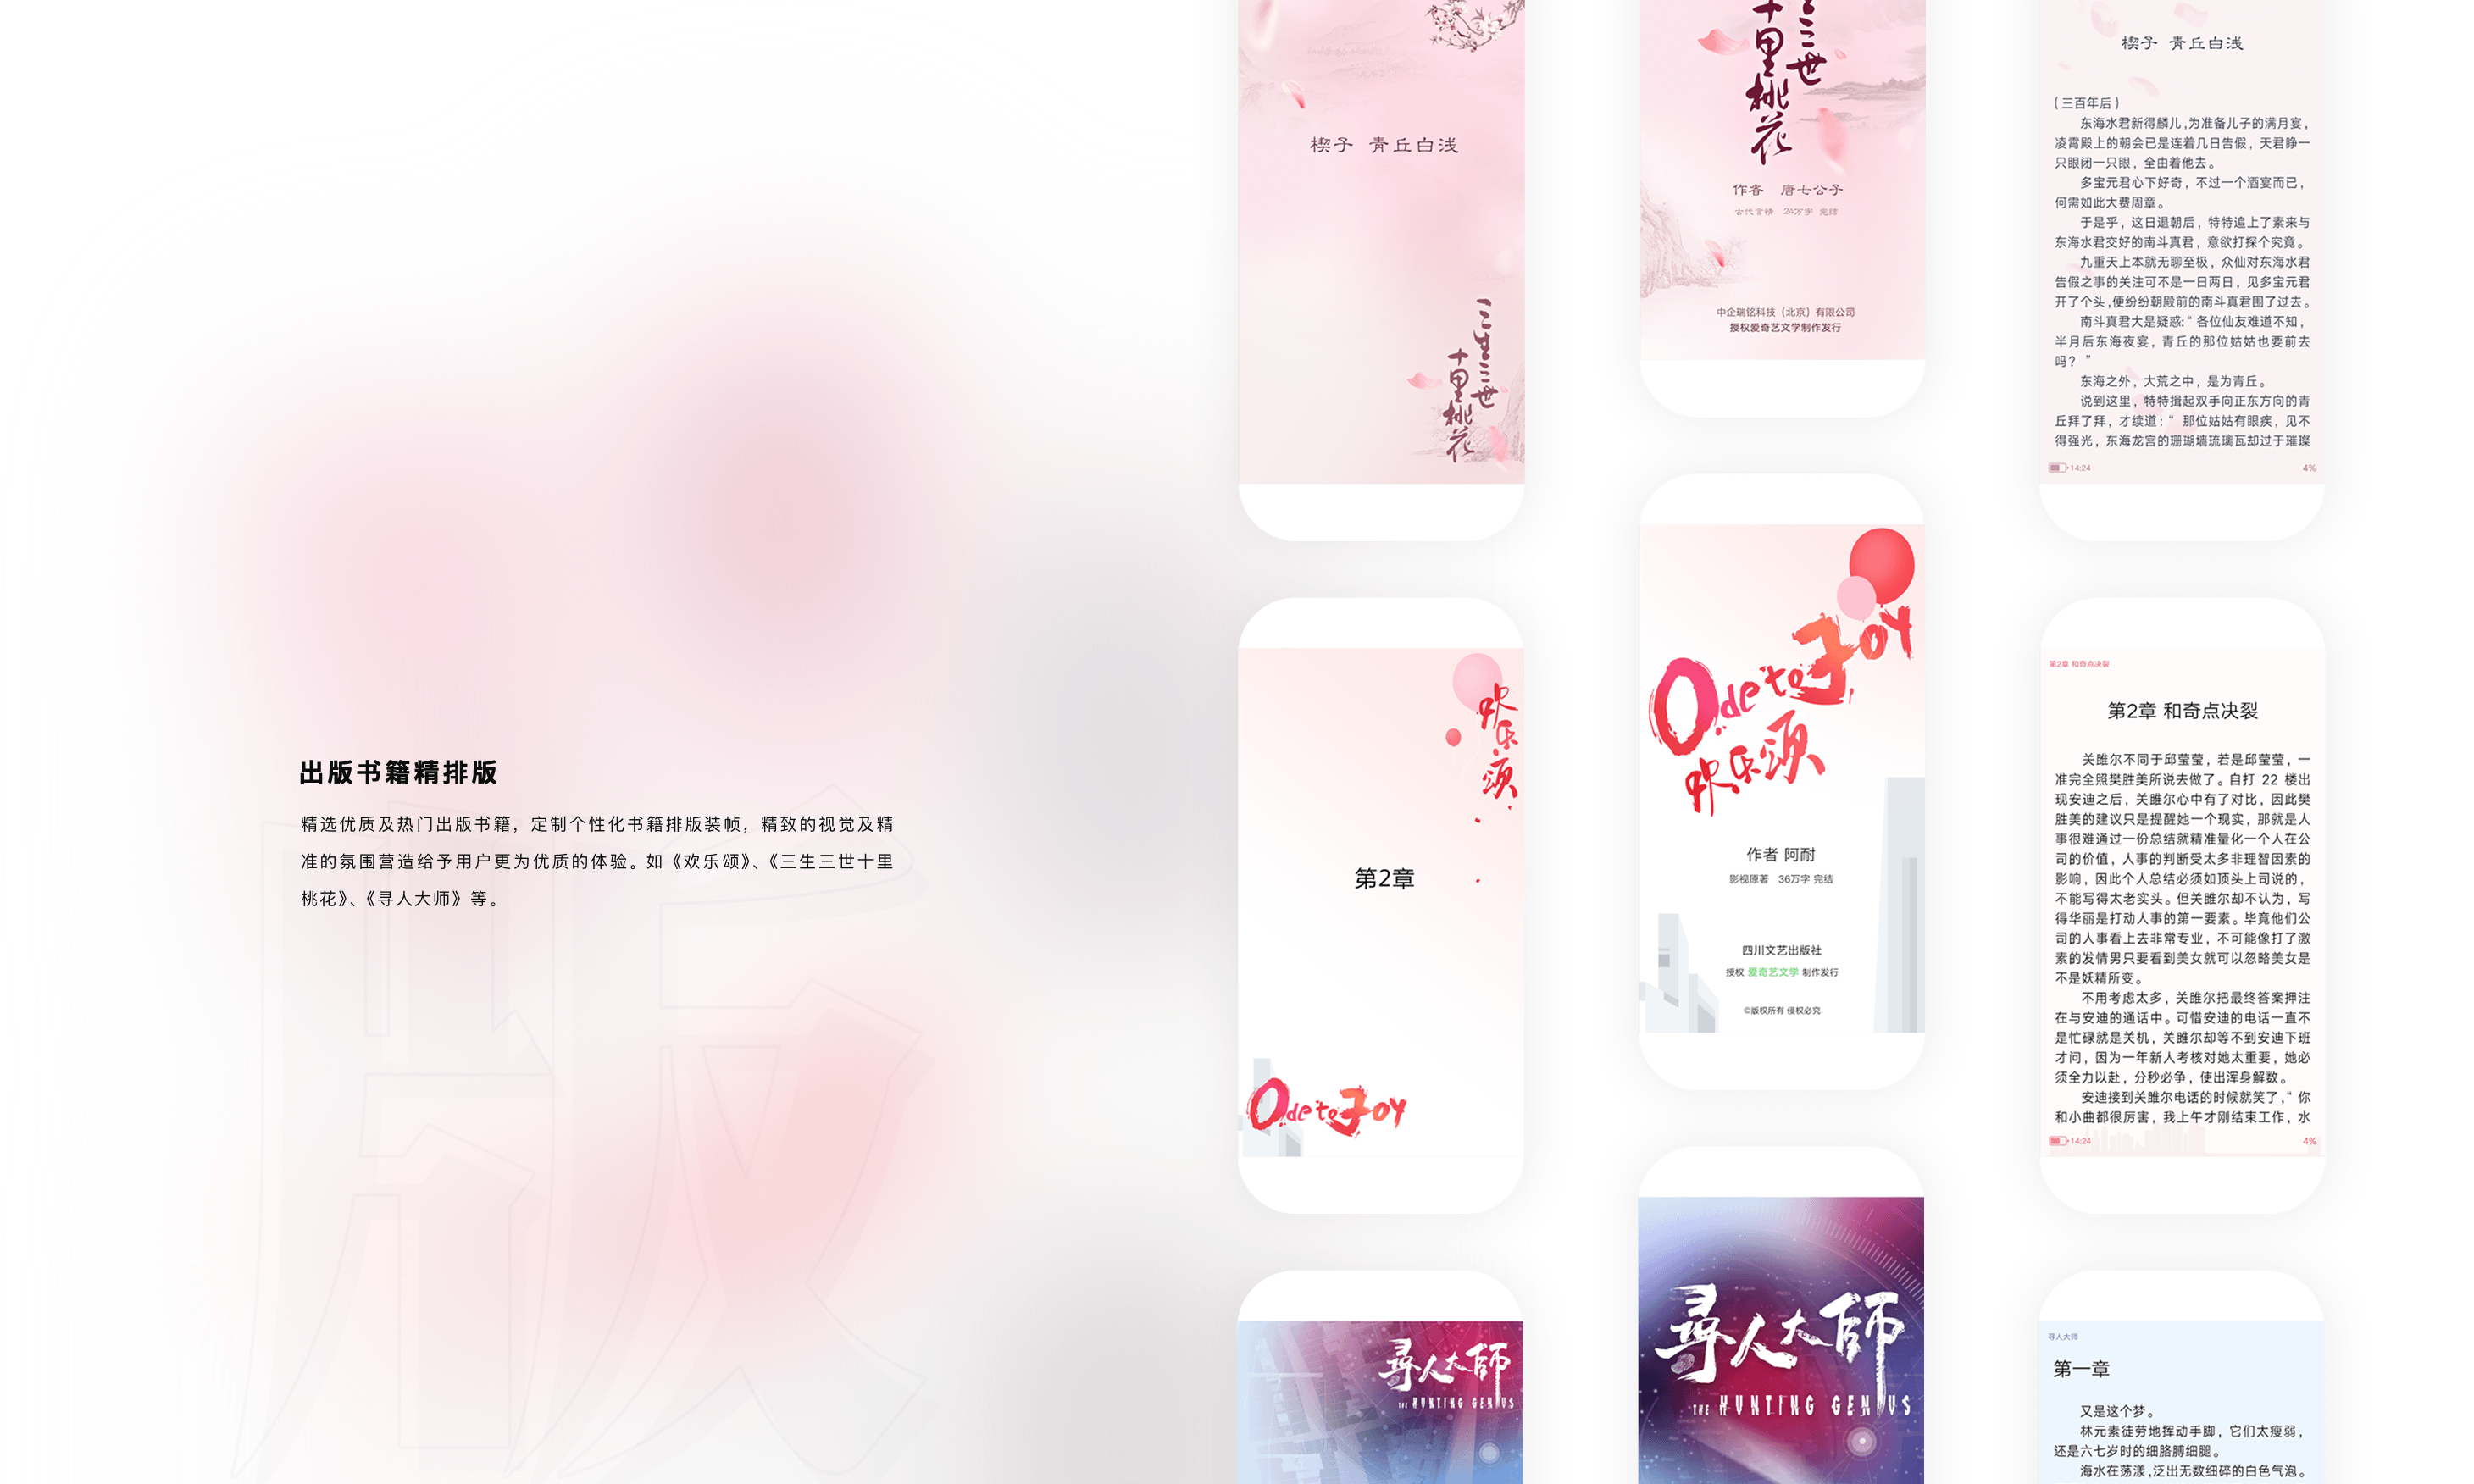 出版书籍精排版
精选优质及热门出版书籍，定制个性化书籍排版装帧，精致的视觉及精
准的氛围营造给予用户更为优质的体验。如《欢乐颂》、《三生三世十里
桃花》、《寻人大师》等。
版
楔子 青丘白浅
三生三世
十里桃花
第2章
欢乐颂
Ode to Joy
寻人大师
THE HUNTING GENIUS
三世
十里桃花
作者 唐七公子
古代言情 24万字 完结
中企瑞铭科技（北京）有限公司
授权爱奇艺文学制作发行
Ode to Joy
欢乐颂
作者 阿耐
影视原著 36万字 完结
四川文艺出版社
授权 爱奇艺文学 制作发行
©版权所有 侵权必究
寻人大师
THE HUNTING GENIUS
楔子 青丘白浅
（三百年后）
东海水君新得麟儿,为准备儿子的满月宴，
凌霄殿上的朝会已是连着几日告假，天君睁一
只眼闭一只眼，全由着他去。
多宝元君心下好奇，不过一个酒宴而已，
何需如此大费周章。
于是乎，这日退朝后，特特追上了素来与
东海水君交好的南斗真君，意欲打探个究竟。
九重天上本就无聊至极，众仙对东海水君
告假之事的关注可不是一日两日，见多宝元君
开了个头,便纷纷朝殿前的南斗真君围了过去。
南斗真君大是疑惑:“ 各位仙友难道不知，
半月后东海夜宴，青丘的那位姑姑也要前去
吗？ ”
东海之外，大荒之中，是为青丘。
说到这里，特特揖起双手向正东方向的青
丘拜了拜，才续道：“ 那位姑姑有眼疾，见不
得强光，东海龙宫的珊瑚墙琉璃瓦却过于璀璨
14:24
4%
第2章 和奇点决裂
第2章 和奇点决裂
关雎尔不同于邱莹莹，若是邱莹莹，一
准完全照樊胜美所说去做了。自打 22 楼出
现安迪之后，关雎尔心中有了对比，因此樊
胜美的建议只是提醒她一个现实，那就是人
事很难通过一份总结就精准量化一个人在公
司的价值，人事的判断受太多非理智因素的
影响，因此个人总结必须如顶头上司说的，
不能写得太老实头。但关雎尔却不认为，写
得华丽是打动人事的第一要素。毕竟他们公
司的人事看上去非常专业，不可能像打了激
素的发情男只要看到美女就可以忽略美女是
不是妖精所变。
不用考虑太多，关雎尔把最终答案押注
在与安迪的通话中。可惜安迪的电话一直不
是忙碌就是关机，关雎尔却等不到安迪下班
才问，因为一年新人考核对她太重要，她必
须全力以赴，分秒必争，使出浑身解数。
安迪接到关雎尔电话的时候就笑了，“ 你
和小曲都很厉害，我上午才刚结束工作，水
14:24
4%
寻人大师
第一章
又是这个梦。
林元素徒劳地挥动手脚，它们太瘦弱，
还是六七岁时的细胳膊细腿。
海水在荡漾,泛出无数细碎的白色气泡。